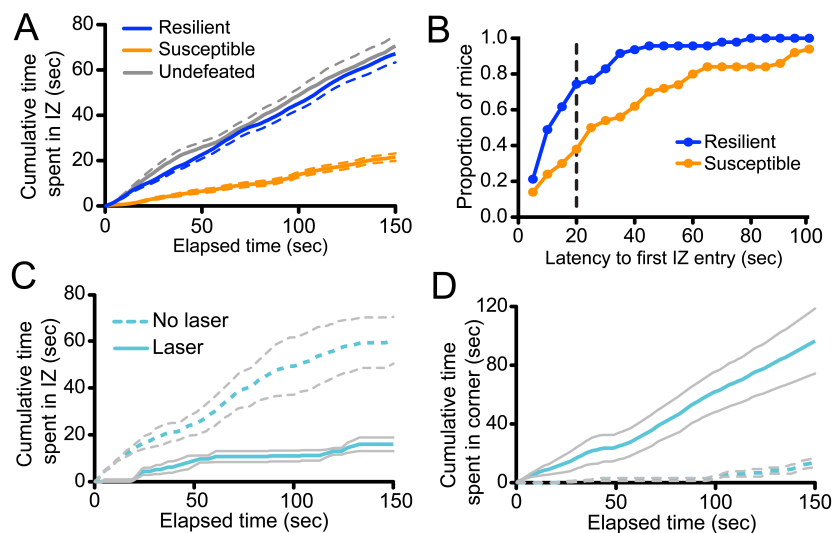 A
80
60
40
20
0
Cumulative time
spent in IZ (sec)
Resilient
Susceptible
Undefeated
0
50
100
150
Elapsed time (sec)
B
1.0
0.8
0.6
0.4
0.2
0.0
Proportion of mice
Resilient
Susceptible
0
20
40
60
80
100
Latency to first IZ entry (sec)
C
80
60
40
20
0
Cumulative time
spent in IZ (sec)
No laser
Laser
0
50
100
150
Elapsed time (sec)
D
120
80
40
0
Cumulative time
spent in corner (sec)
0
50
100
150
Elapsed time (sec)